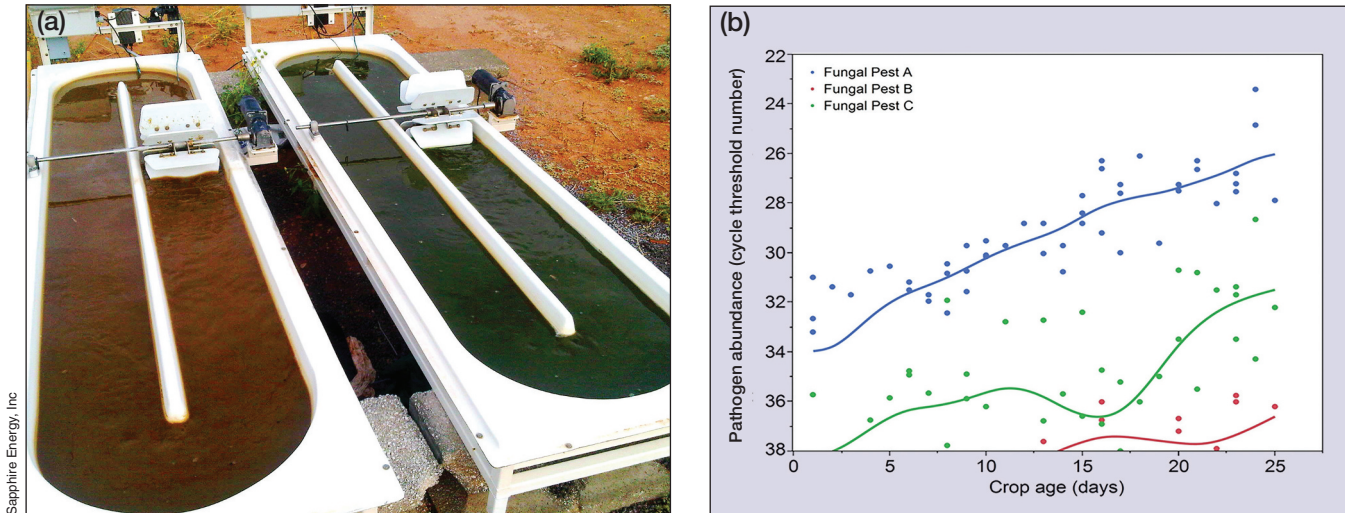 (a)
Sapphire Energy, Inc
(b)
Pathogen abundance (cycle threshold number)
22
24
26
28
30
32
34
36
38
Fungal Pest A
Fungal Pest B
Fungal Pest C
0
5
10
15
20
25
Crop age (days)